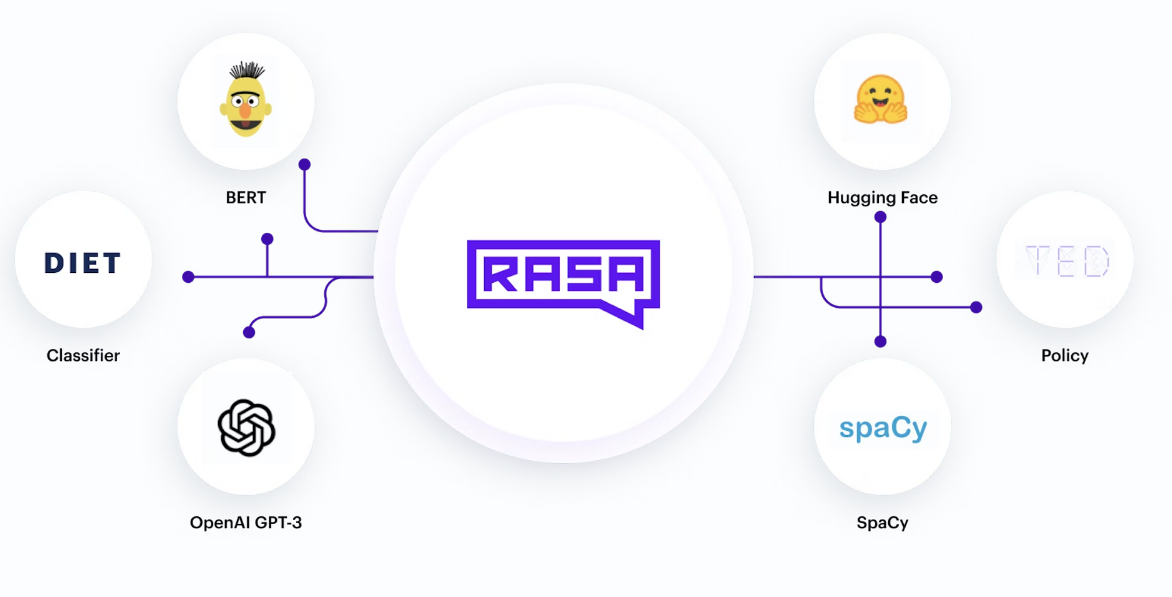 BERT
DIET
Classifier
OpenAI GPT-3
RASA
Hugging Face
TED
Policy
spaCy
SpaCy